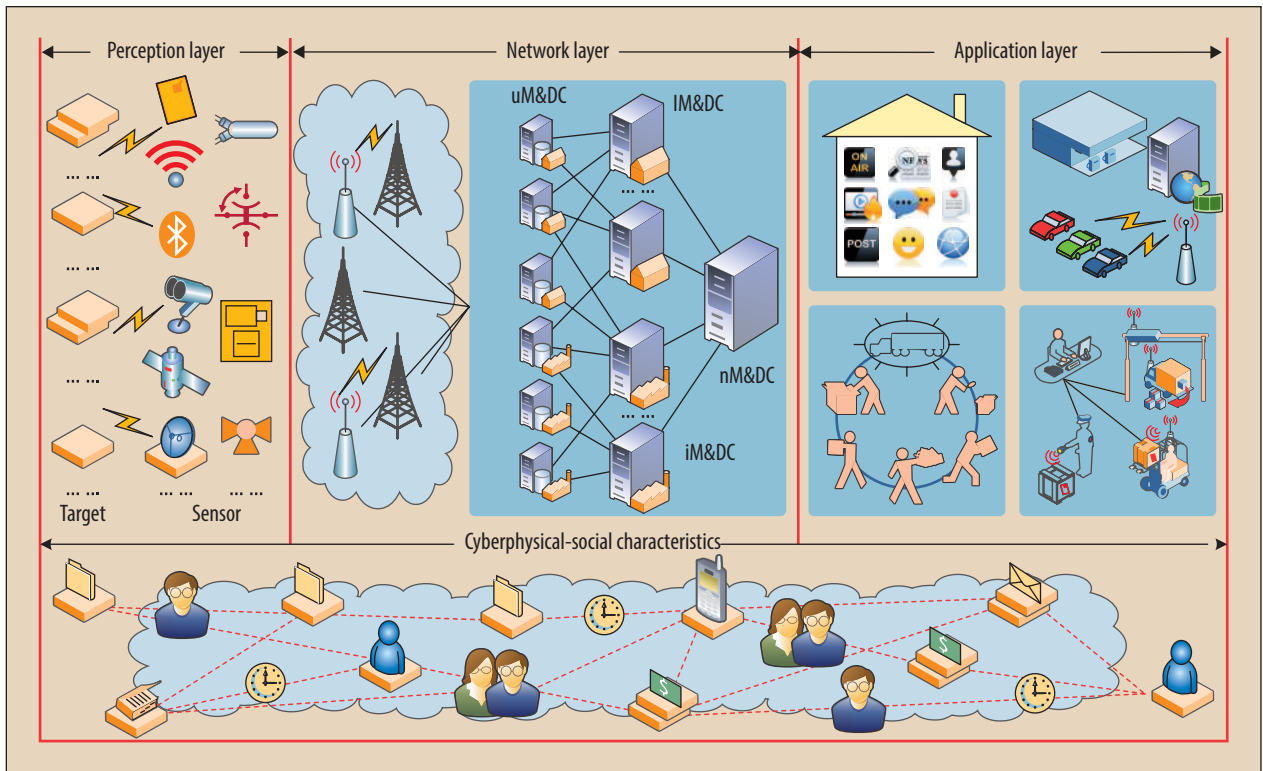 Perception layer
Network layer
Application layer
uM&DC
IM&DC
... ...
... ...
... ...
... ...
... ...
nM&DC
iM&DC
ON
AIR
NEWS
POST
... ...
... ...
... ...
Target
Sensor
Cyberphysical-social characteristics
$
$